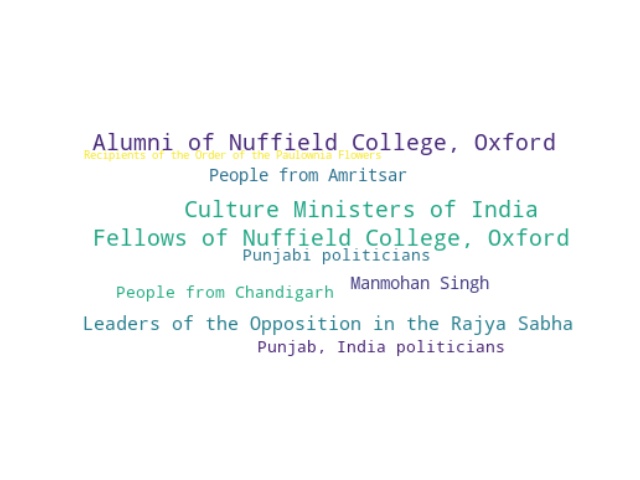 Alumni of Nuffield College, Oxford
Recipients of the Order of the Paulownia Flowers
People from Amritsar
Culture Ministers of India
Fellows of Nuffield College, Oxford
Punjabi politicians
Manmohan Singh
People from Chandigarh
Leaders of the Opposition in the Rajya Sabha
Punjab, India politicians